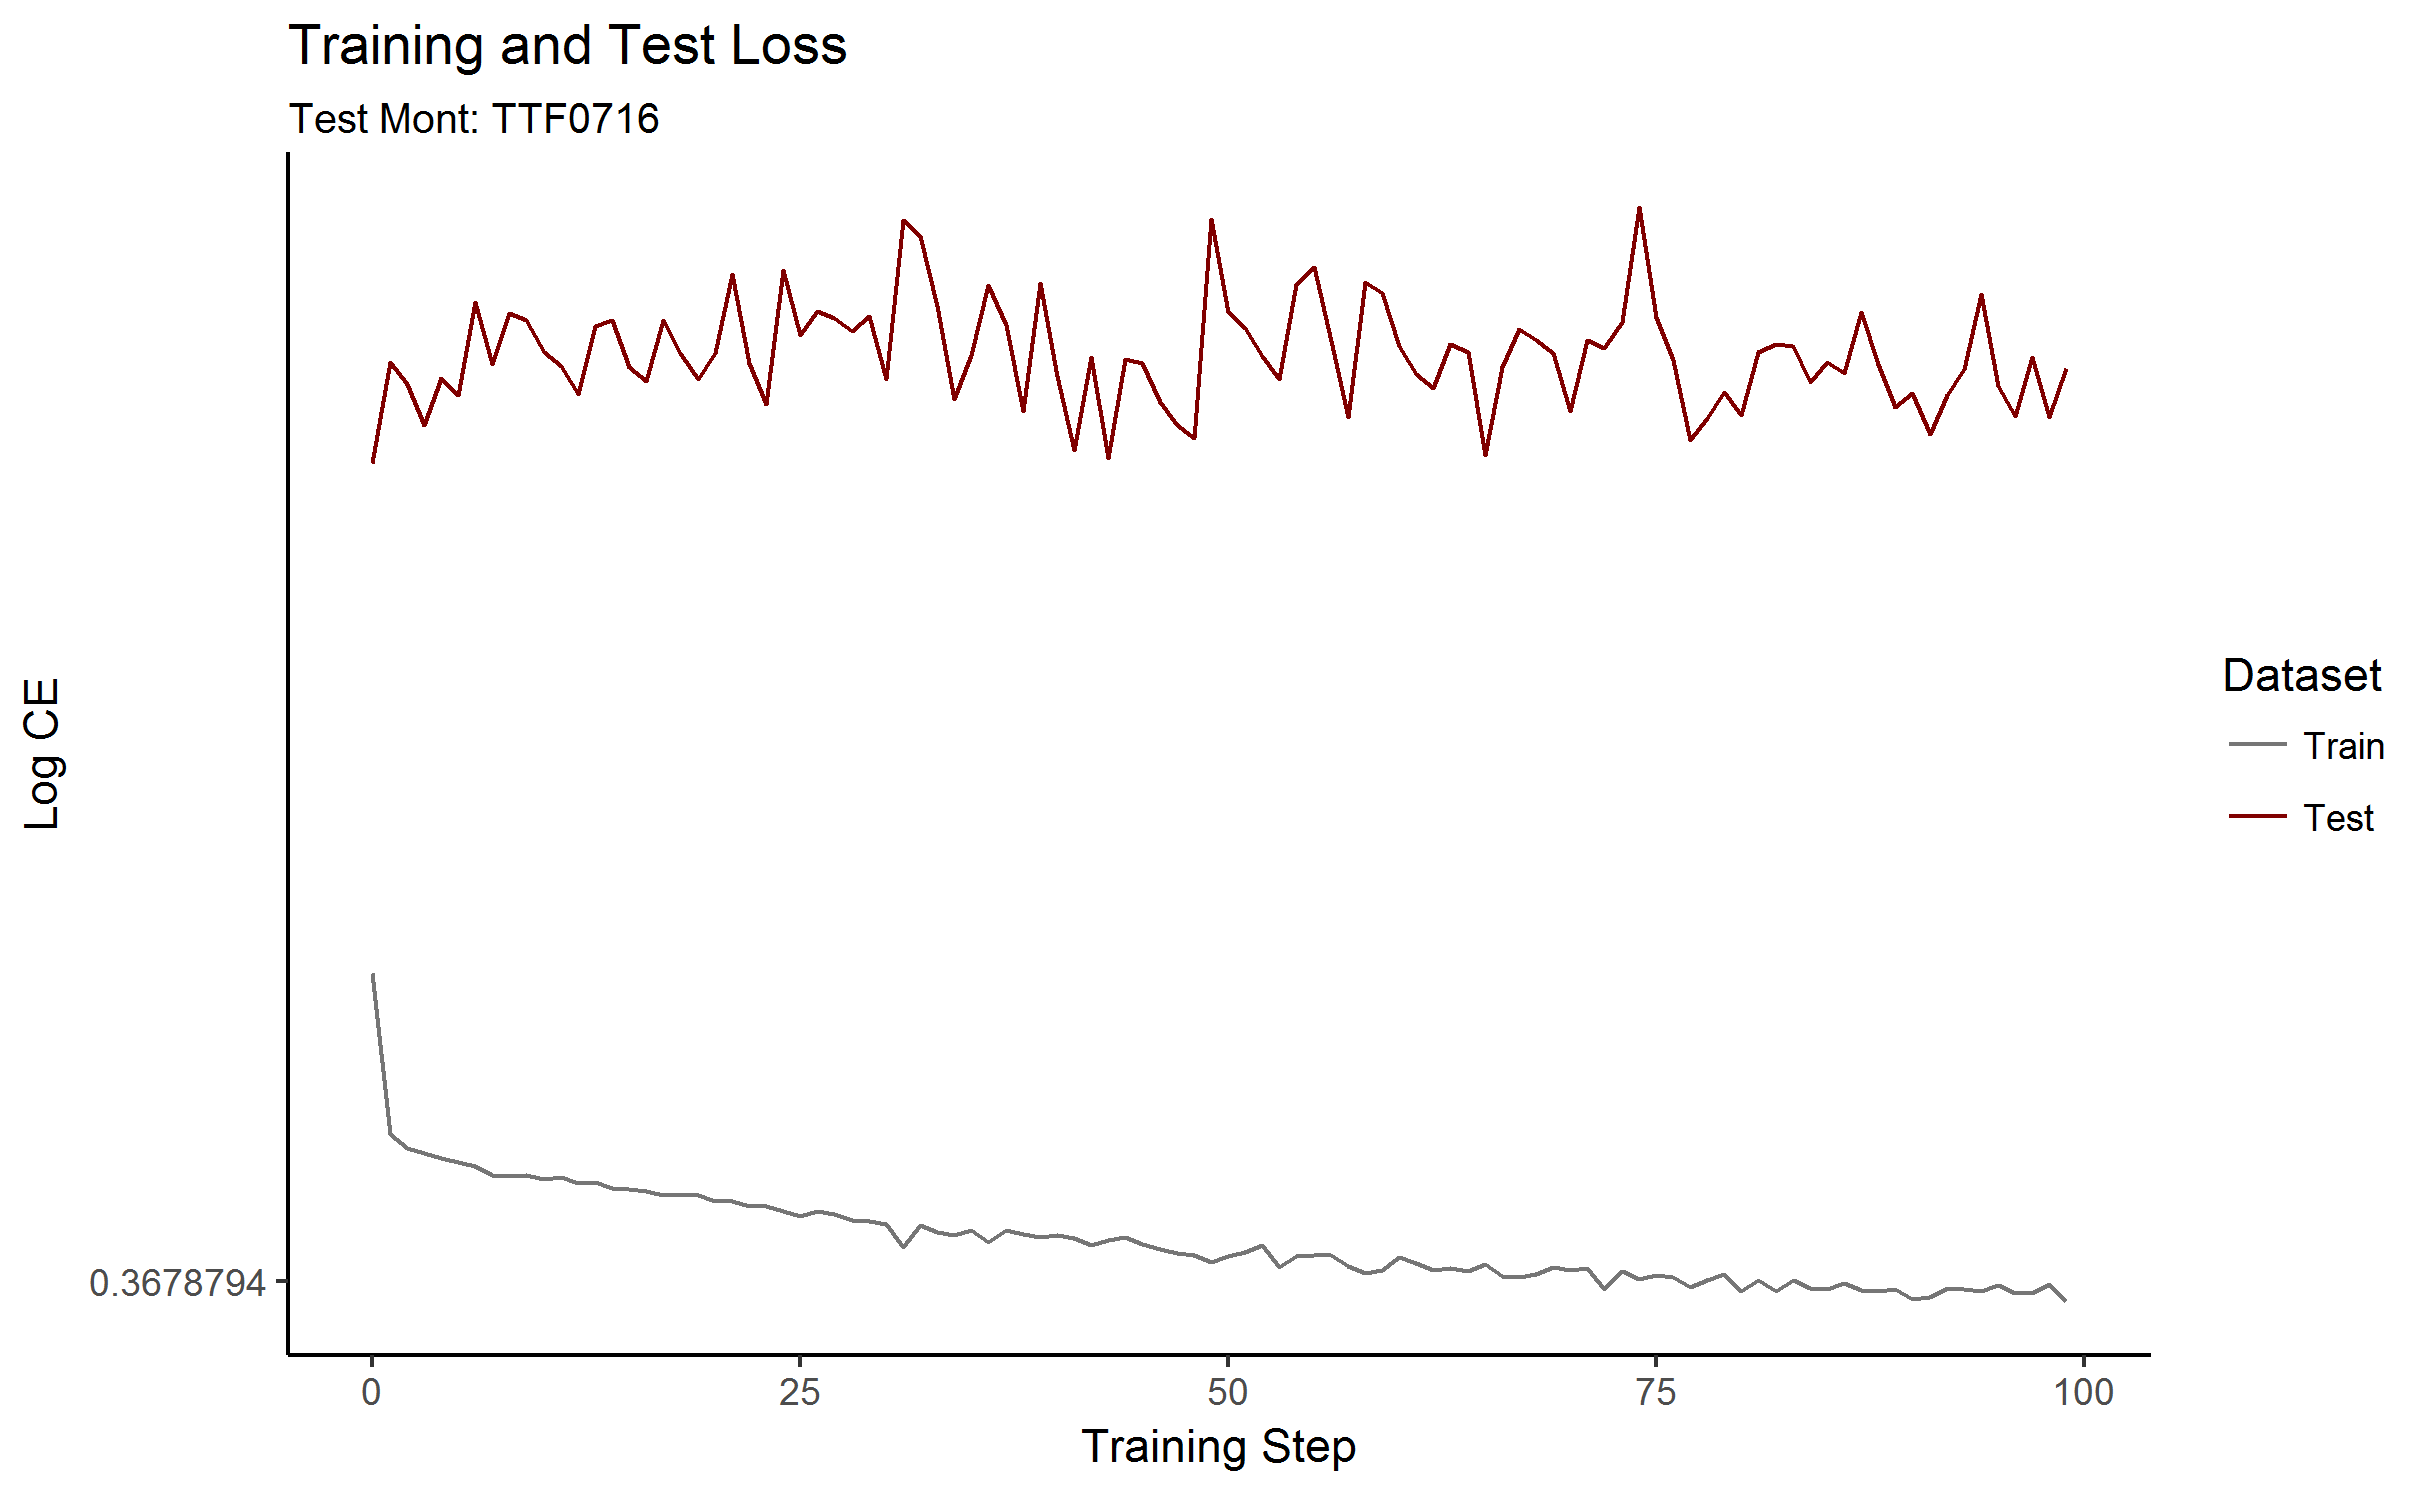 Training and Test Loss
Test Mont: TTF0716
Log CE
0.3678794
0
25
50
75
100
Training Step
Dataset
Train
Test